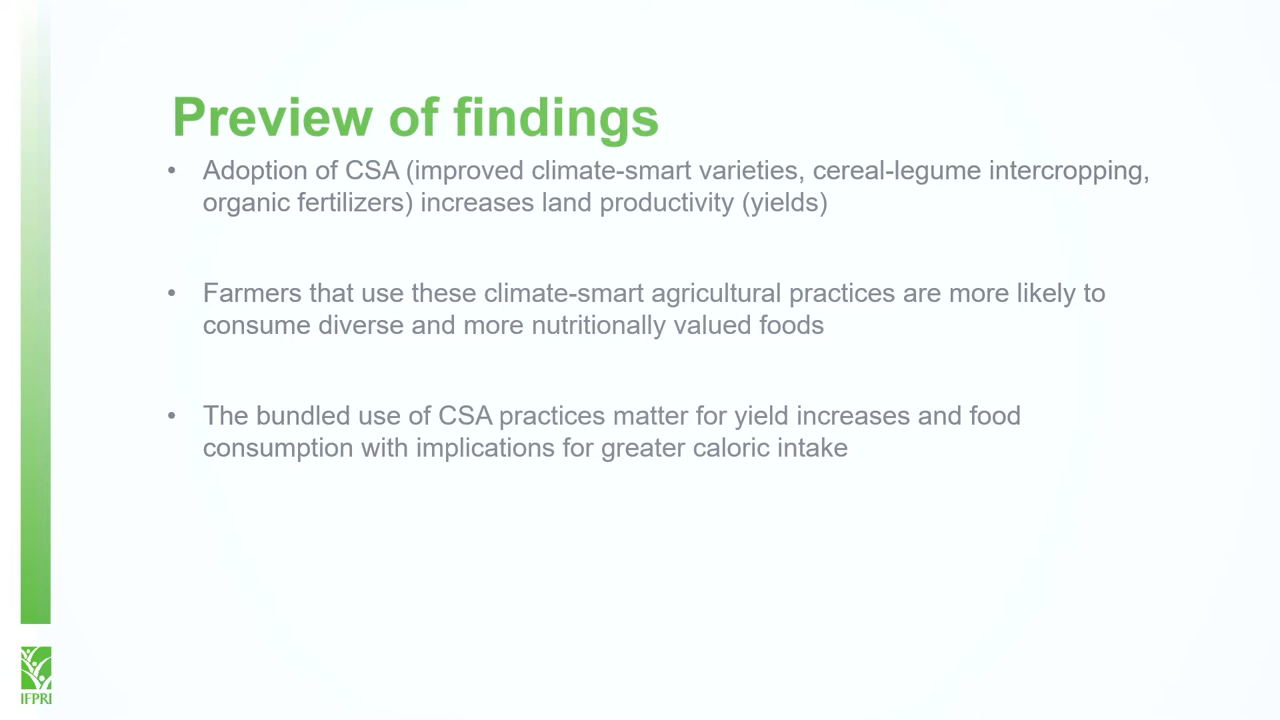 Preview of findings
• Adoption of CSA (improved climate-smart varieties, cereal-legume intercropping,
organic fertilizers) increases land productivity (yields)
• Farmers that use these climate-smart agricultural practices are more likely to
consume diverse and more nutritionally valued foods
• The bundled use of CSA practices matter for yield increases and food
consumption with implications for greater caloric intake
IFPRI